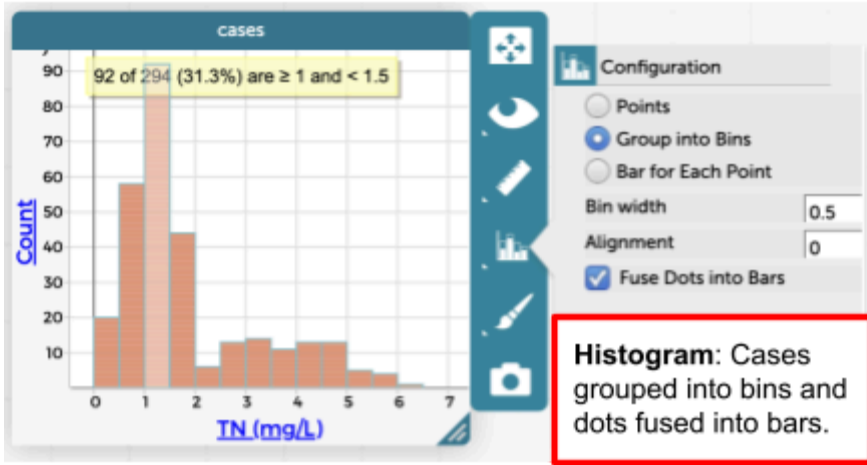 cases
92 of 294 (31.3%) are ≥ 1 and < 1.5
90
80
70
60
50
40
30
20
10
Count
0 1 2 3 4 5 6 7
TN (mg/L)
Configuration
Points
Group into Bins
Bar for Each Point
Bin width 0.5
Alignment 0
Fuse Dots into Bars
Histogram: Cases
grouped into bins and
dots fused into bars.